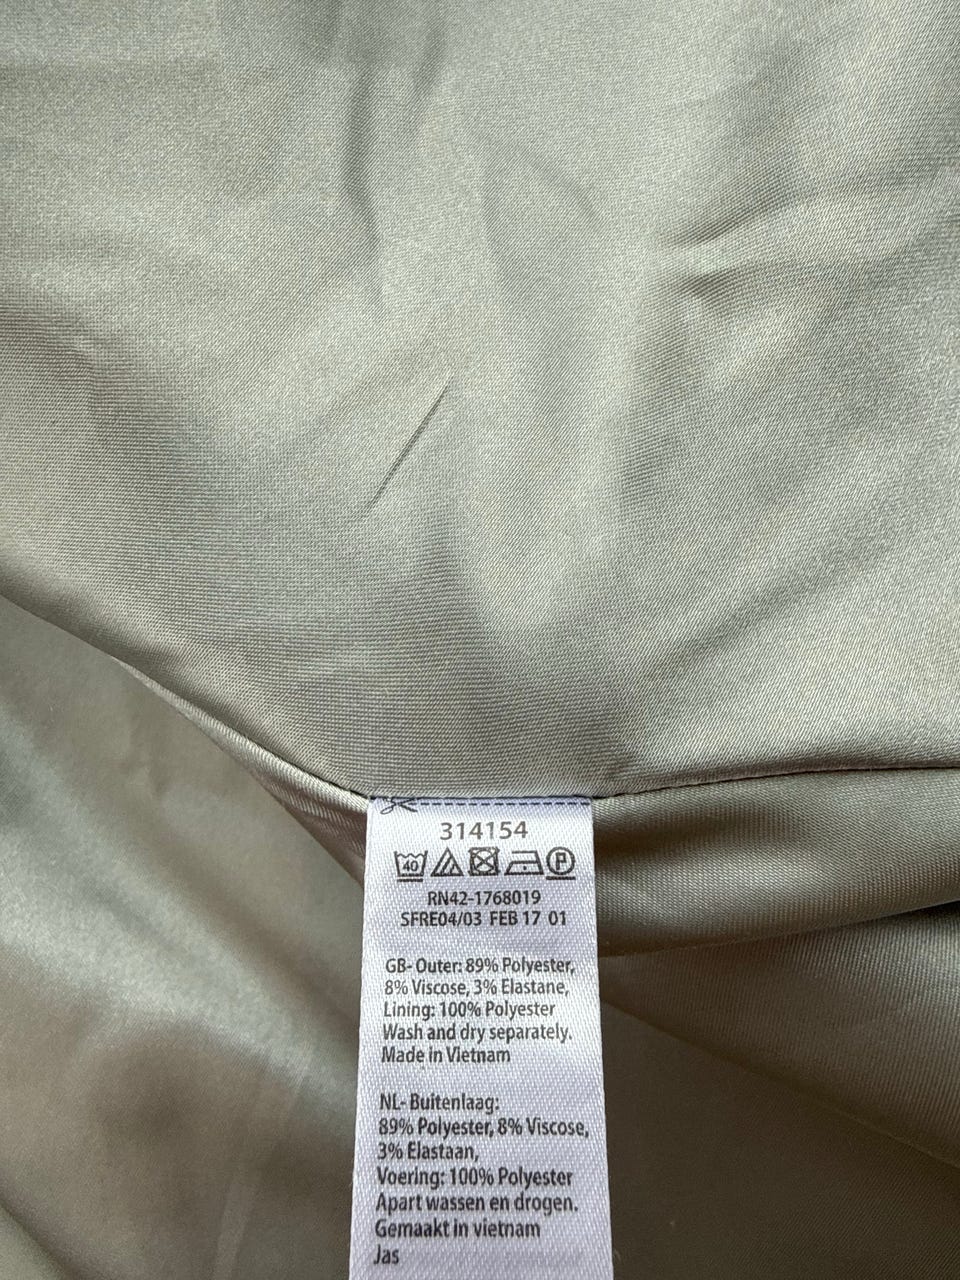 314154
40 P
RN42-1768019
SFRE04/03 FEB 17 01
GB- Outer: 89% Polyester,
8% Viscose, 3% Elastane,
Lining: 100% Polyester
Wash and dry separately.
Made in Vietnam
NL- Buitenlaag:
89% Polyester, 8% Viscose,
3% Elastaan,
Voering: 100% Polyester
Apart wassen en drogen.
Gemaakt in vietnam
Jas